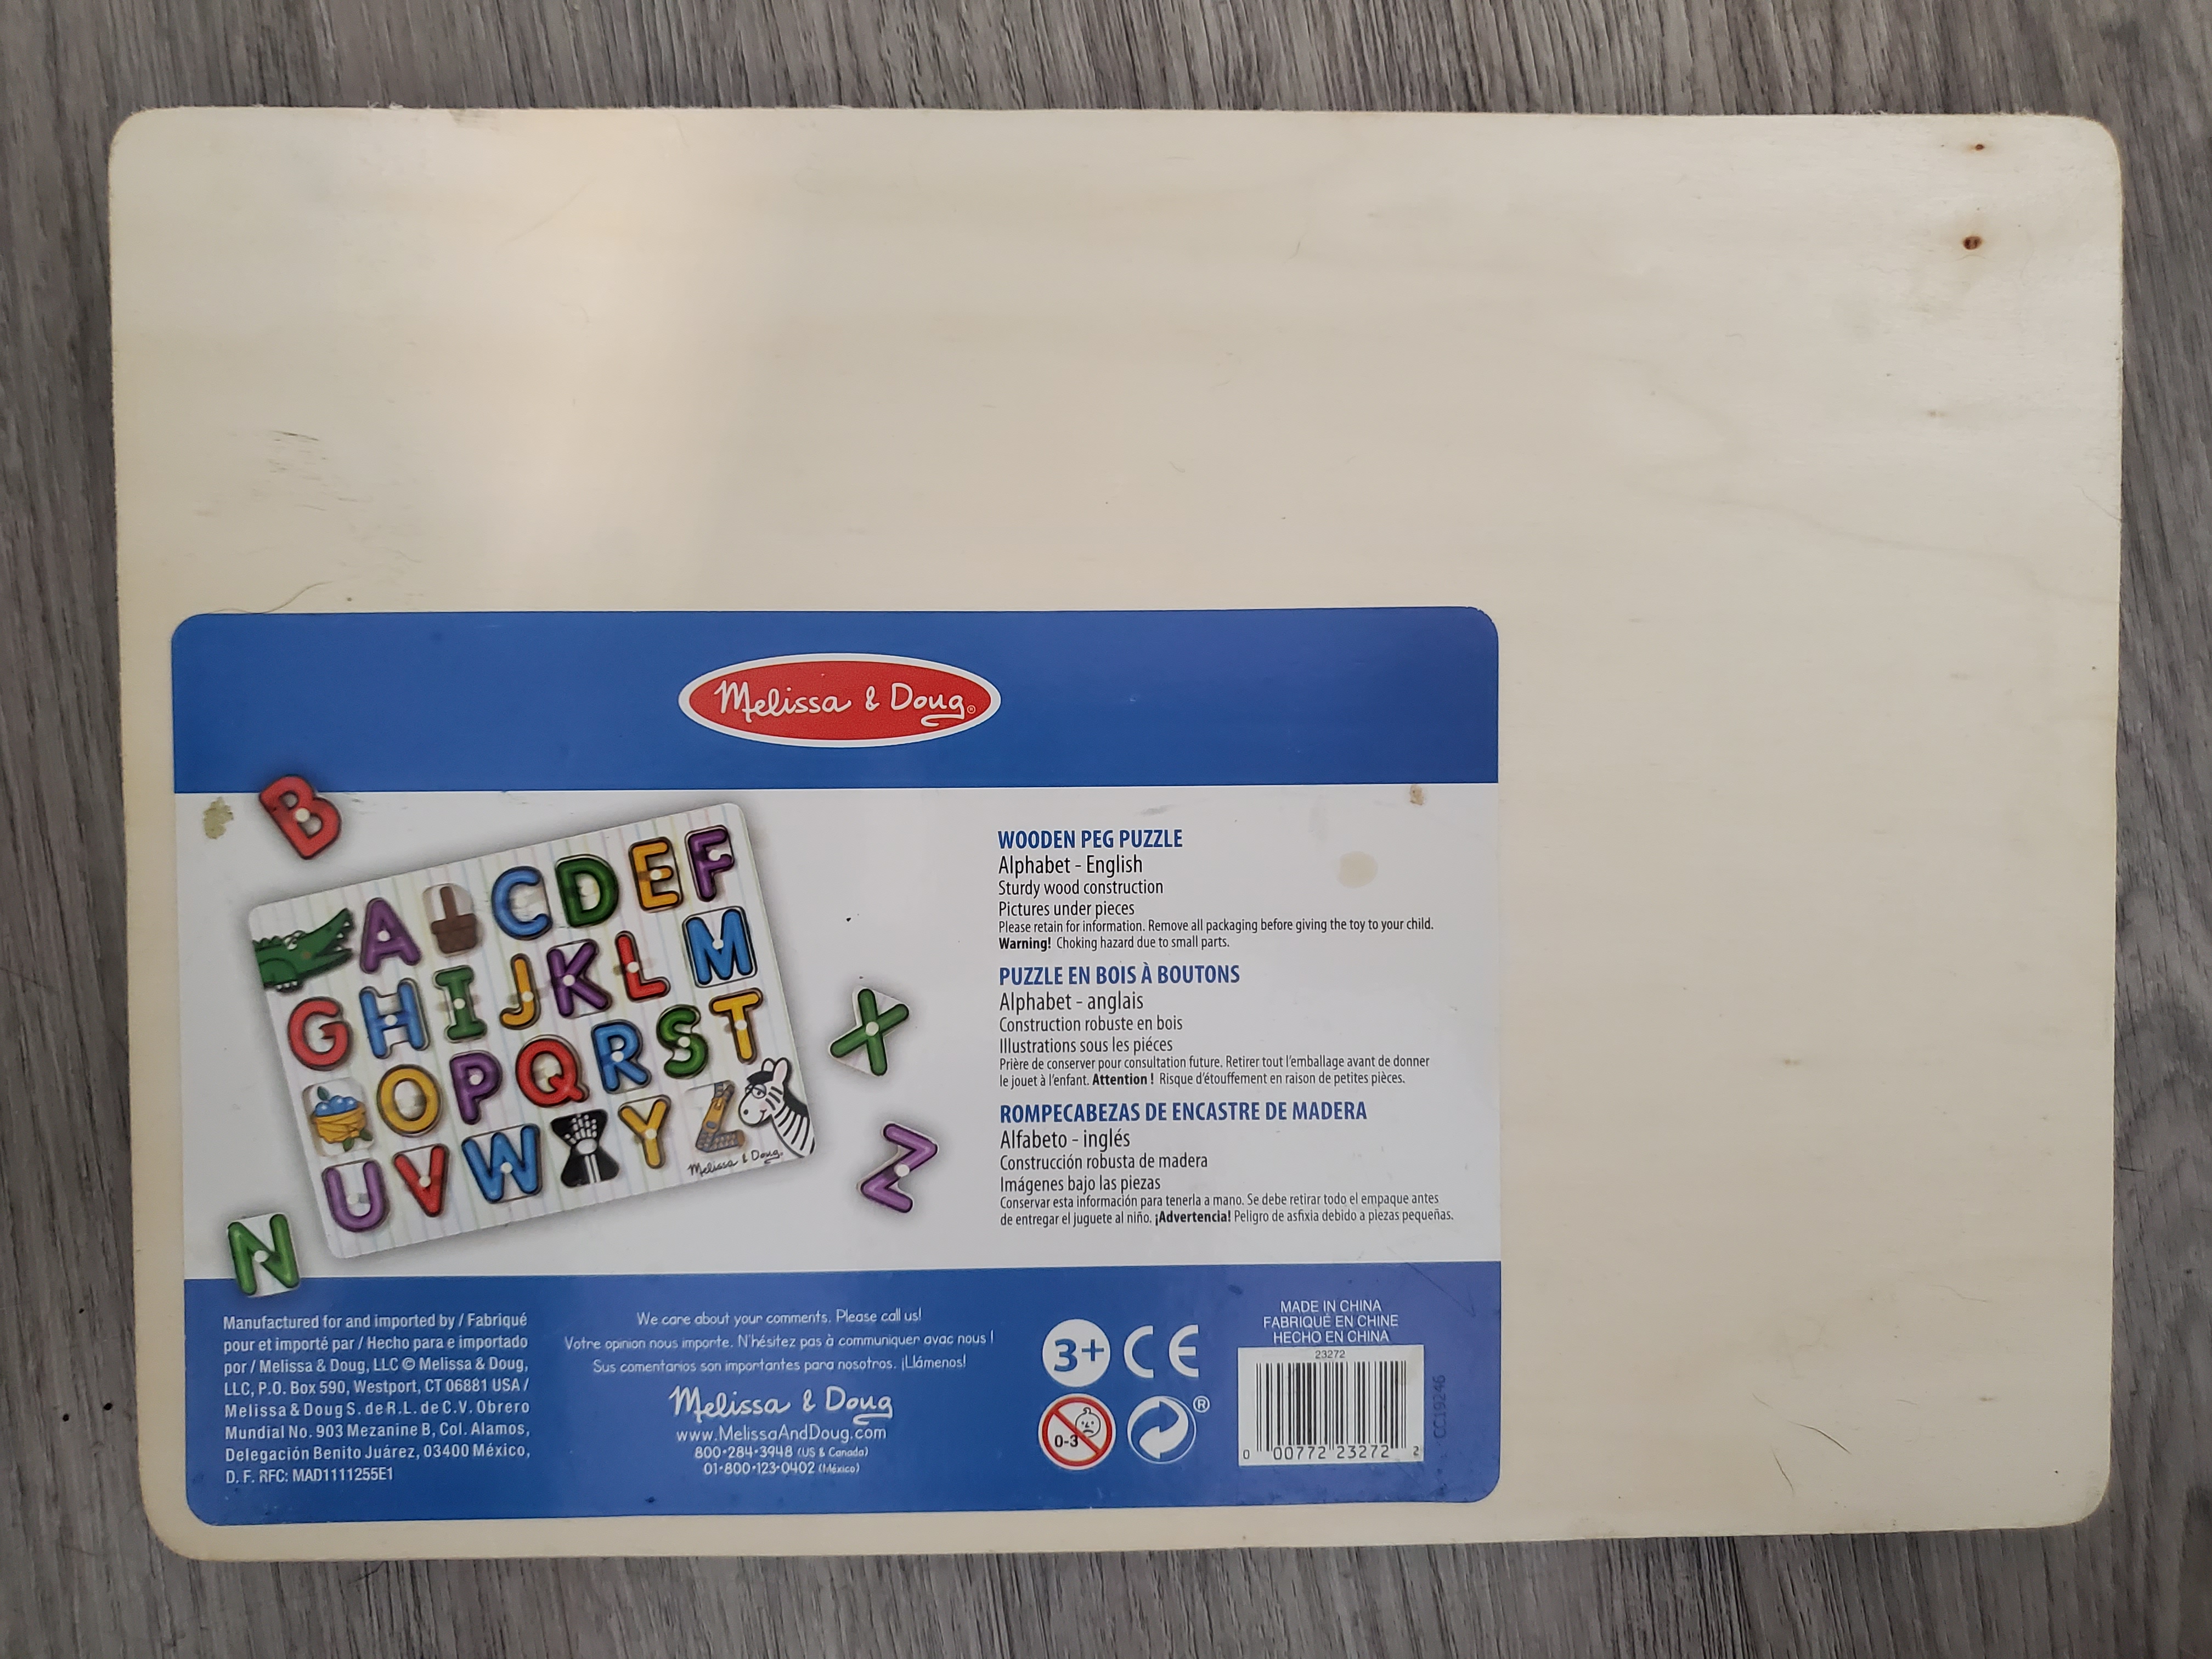 Melissa & Doug®
B
A C D E F
G H I J K L M
O P Q R S T
U V W Y Z
Melissa & Doug.
X
Z
N
WOODEN PEG PUZZLE
Alphabet - English
Sturdy wood construction
Pictures under pieces
Please retain for information. Remove all packaging before giving the toy to your child.
Warning! Choking hazard due to small parts.
PUZZLE EN BOIS À BOUTONS
Alphabet - anglais
Construction robuste en bois
Illustrations sous les piéces
Prière de conserver pour consultation future. Retirer tout l'emballage avant de donner
le jouet à l'enfant. Attention ! Risque d'étouffement en raison de petites pièces.
ROMPECABEZAS DE ENCASTRE DE MADERA
Alfabeto - inglés
Construcción robusta de madera
Imágenes bajo las piezas
Conservar esta información para tenerla a mano. Se debe retirar todo el empaque antes
de entregar el juguete al niño. ¡Advertencia! Peligro de asfixia debido a piezas pequeñas.
Manufactured for and imported by / Fabriqué
pour et importé par / Hecho para e importado
por / Melissa & Doug, LLC © Melissa & Doug,
LLC, P.O. Box 590, Westport, CT 06881 USA /
Melissa & Doug S. de R.L. de C.V. Obrero
Mundial No. 903 Mezanine B, Col. Alamos,
Delegación Benito Juárez, 03400 México,
D. F. RFC: MAD1111255E1
We care about your comments. Please call us!
Votre opinion nous importe. N'hésitez pas à communiquer avac nous !
Sus comentarios son importantes para nosotros. ¡Llámenos!
Melissa & Doug
www.MelissaAndDoug.com
800•284•3948 (US & Canada)
01•800•123•0402 (México)
3+ CE
0-3 ®
MADE IN CHINA
FABRIQUÉ EN CHINE
HECHO EN CHINA
23272
0 00772 23272 2
CC19246